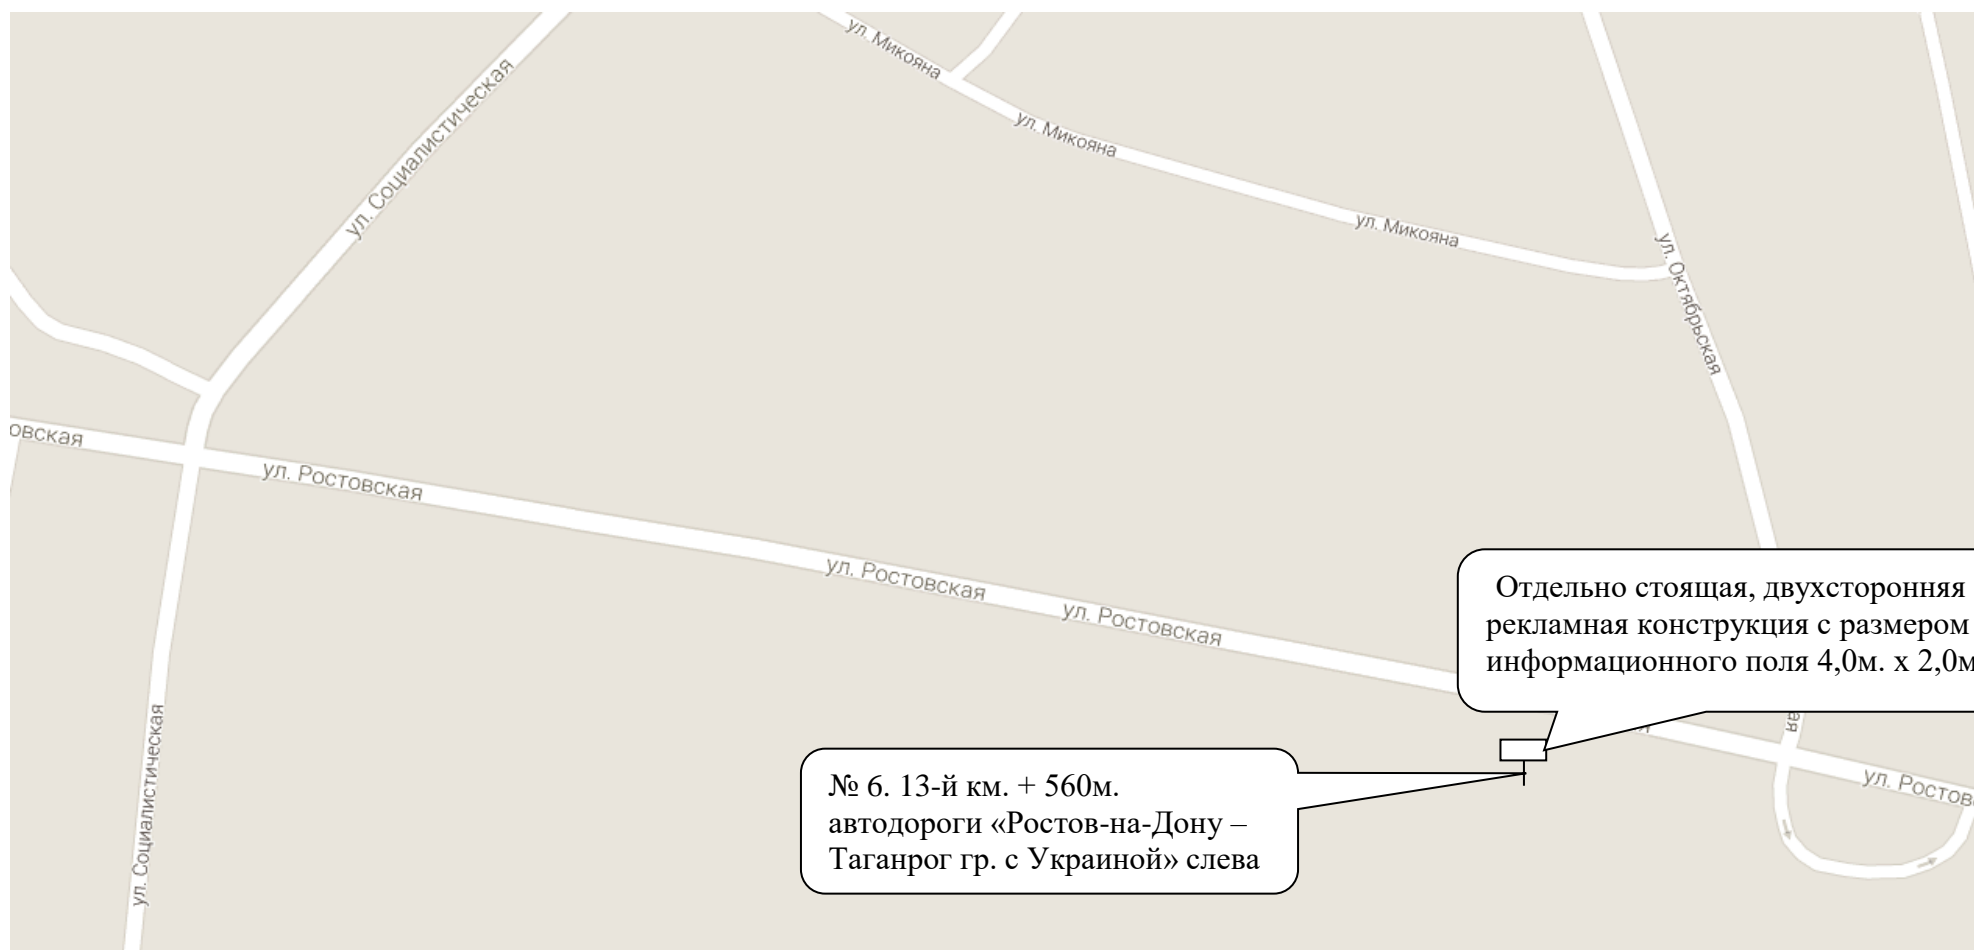 ул. Социалистическая
ул. Микояна
ул. Микояна
ул. Микояна
ул. Октябрьская
овская
ул. Ростовская
ул. Ростовская
ул. Ростовская
Отдельно стоящая, двухсторонняя
рекламная конструкция с размером
информационного поля 4,0м. х 2,0м
ая
я
ул. Ростов
№ 6. 13-й км. + 560м.
автодороги «Ростов-на-Дону –
Таганрог гр. с Украиной» слева
ул. Социалистическая